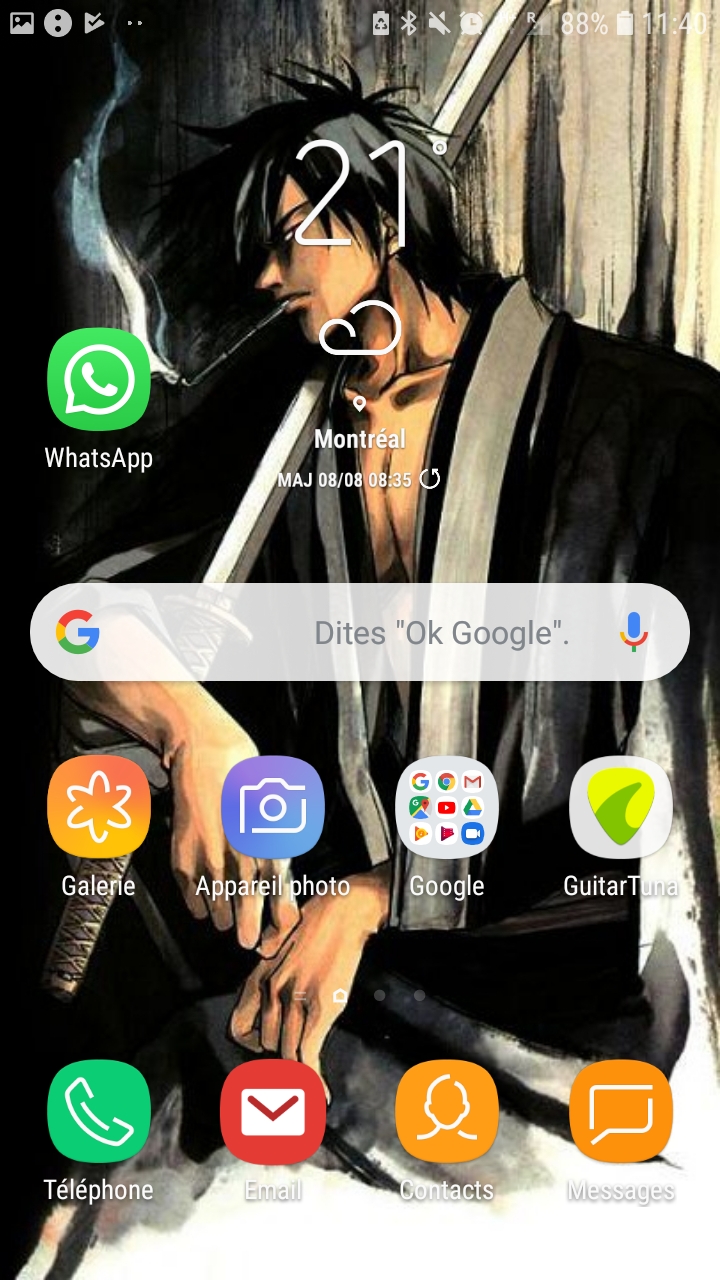 R 88% 11:40
21°
Montréal
MAJ 08/08 08:35
WhatsApp
Dites "Ok Google".
Galerie
Appareil photo
Google
GuitarTuna
Téléphone
Email
Contacts
Messages